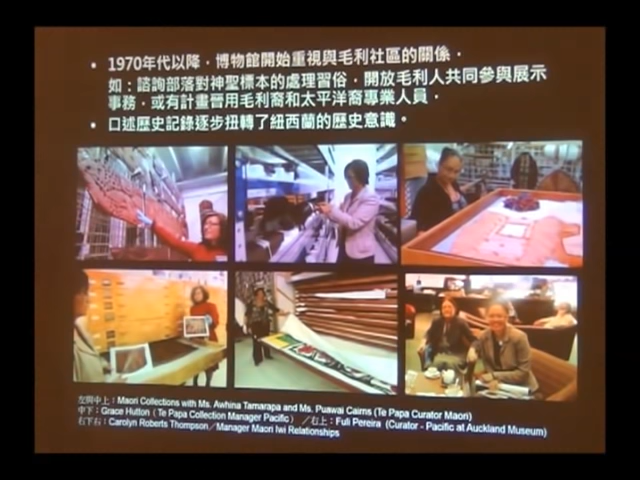 • 1970年代以降，博物館開始重視與毛利社區的關係，
如：諮詢部落對神聖標本的處理習俗，開放毛利人共同參與展示
事務，或有計畫晉用毛利裔和太平洋裔專業人員，
• 口述歷史記錄逐步扭轉了紐西蘭的歷史意識。
左與中上：Maori Collections with Ms. Awhina Tamarapa and Ms. Puawai Cairns (Te Papa Curator Maori)
中下：Grace Hutton（Te Papa Collection Manager Pacific） ／右上：Fuli Pereira (Curator - Pacific at Auckland Museum)
右下右：Carolyn Roberts Thompson／Manager Maori Iwi Relationships